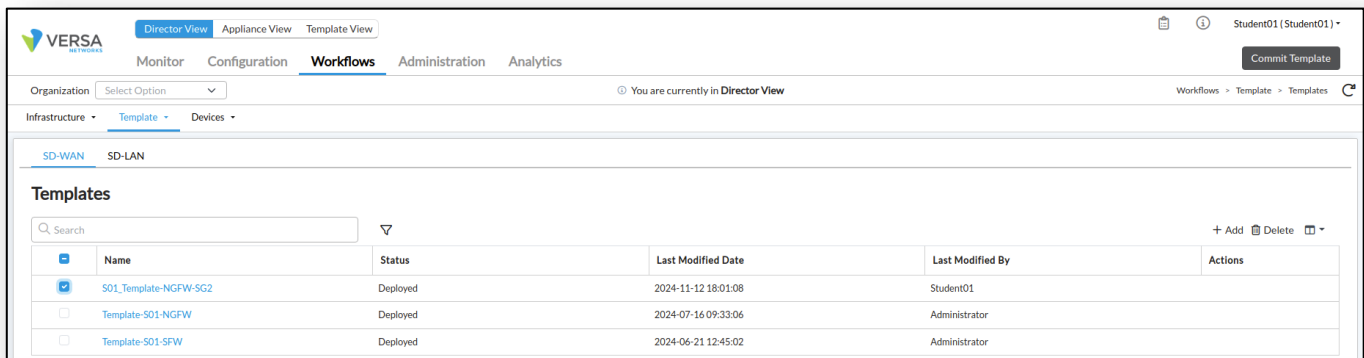 Director View Appliance View Template View Student01 ( Student01 )
VERSA
NETWORKS
Monitor Configuration Workflows Administration Analytics Commit Template
Organization Select Option You are currently in Director View Workflows > Template > Templates
Infrastructure Template Devices
SD-WAN SD-LAN
Templates
Search + Add Delete
Name Status Last Modified Date Last Modified By Actions
S01_Template-NGFW-SG2 Deployed 2024-11-12 18:01:08 Student01
Template-S01-NGFW Deployed 2024-07-16 09:33:06 Administrator
Template-S01-SFW Deployed 2024-06-21 12:45:02 Administrator